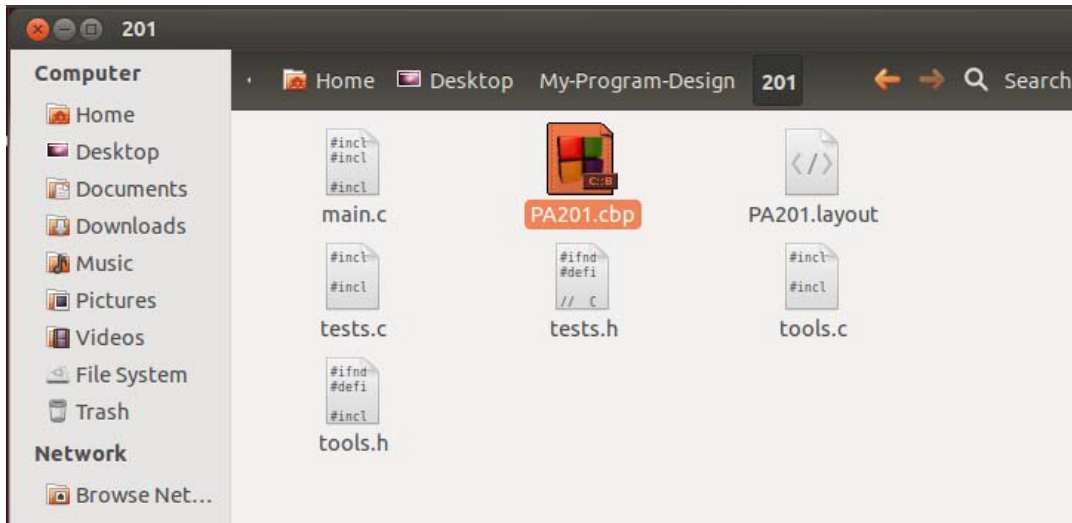 201
Computer
Home
Desktop
Documents
Downloads
Music
Pictures
Videos
File System
Trash
Network
Browse Net...
Home Desktop My-Program-Design 201 Search
#incl
#incl
#incl
main.c
C::B
PA201.cbp
</>
PA201.layout
#incl
#incl
tests.c
#ifnd
#defi
// C
tests.h
#incl
#incl
tools.c
#ifnd
#defi
#incl
tools.h